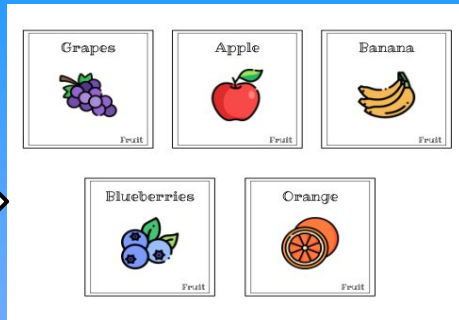 Grapes
Fruit
Apple
Fruit
Banana
Fruit
Blueberries
Fruit
Orange
Fruit